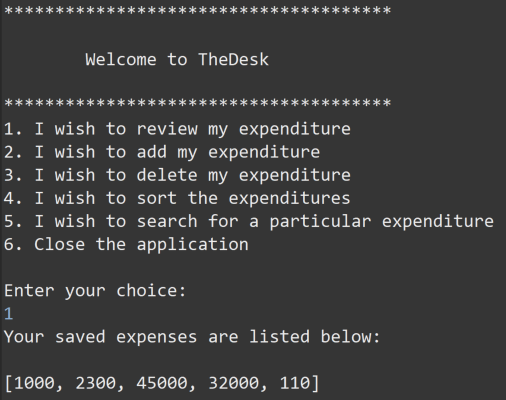 **************************************
Welcome to TheDesk
**************************************
1. I wish to review my expenditure
2. I wish to add my expenditure
3. I wish to delete my expenditure
4. I wish to sort the expenditures
5. I wish to search for a particular expenditure
6. Close the application
Enter your choice:
1
Your saved expenses are listed below:
[1000, 2300, 45000, 32000, 110]